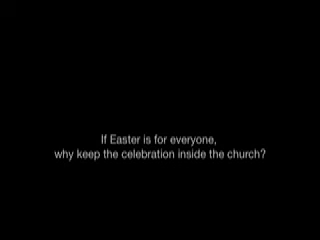 If Easter is for everyone,
why keep the celebration inside the church?